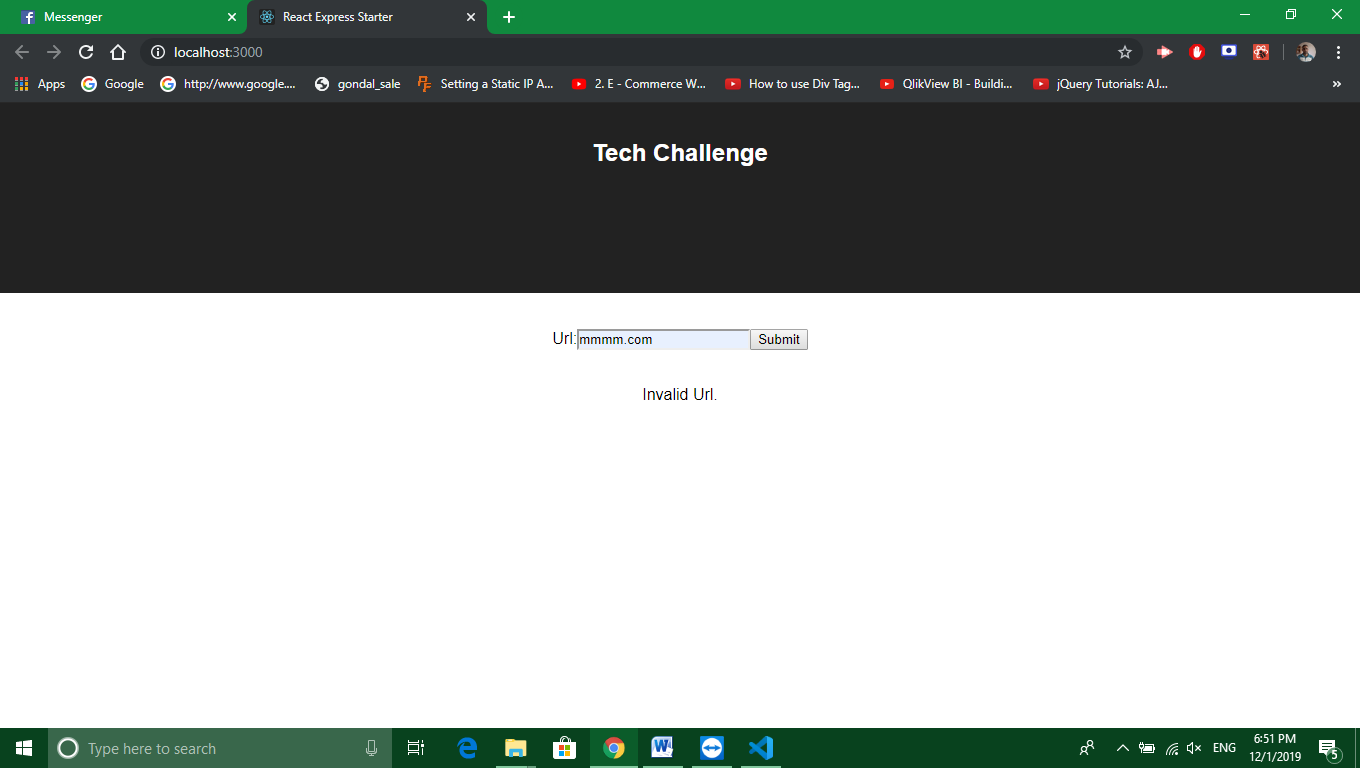 Messenger
React Express Starter
localhost:3000
Apps
Google
http://www.google....
gondal_sale
Setting a Static IP A...
2. E - Commerce W...
How to use Div Tag...
QlikView BI - Buildi...
jQuery Tutorials: AJ...
»
Tech Challenge
Url:
mmmm.com
Submit
Invalid Url.
Type here to search
ENG
6:51 PM
12/1/2019
5